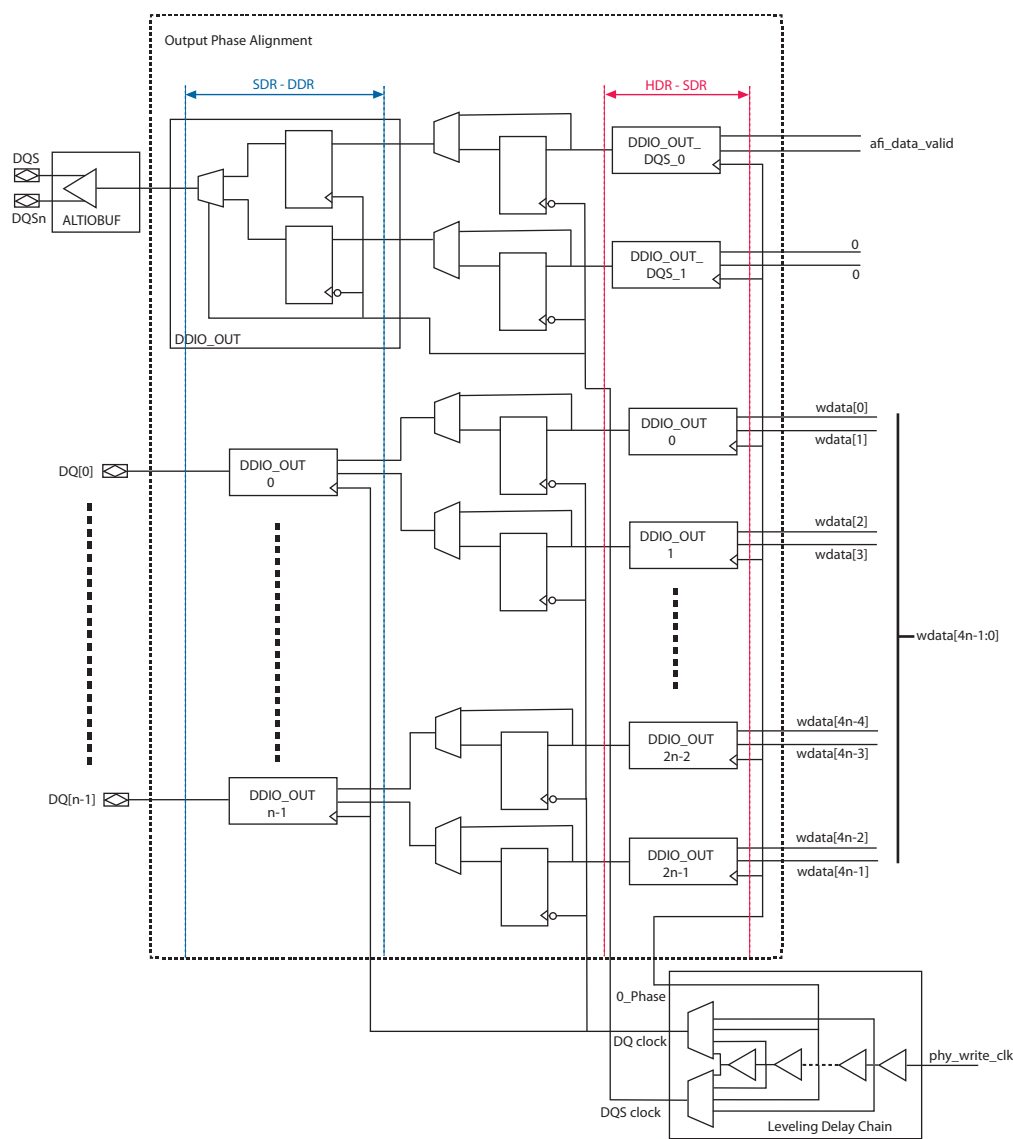 Output Phase Alignment
SDR - DDR
HDR - SDR
DQS
DQSn
ALTIOBUF
DDIO_OUT
DDIO_OUT_
DQS_0
afi_data_valid
DDIO_OUT_
DQS_1
0
0
DQ[0]
DDIO_OUT
0
DDIO_OUT
0
wdata[0]
wdata[1]
DDIO_OUT
1
wdata[2]
wdata[3]
wdata[4n-1:0]
DQ[n-1]
DDIO_OUT
n-1
DDIO_OUT
2n-2
wdata[4n-4]
wdata[4n-3]
DDIO_OUT
2n-1
wdata[4n-2]
wdata[4n-1]
0_Phase
DQ clock
DQS clock
phy_write_clk
Leveling Delay Chain